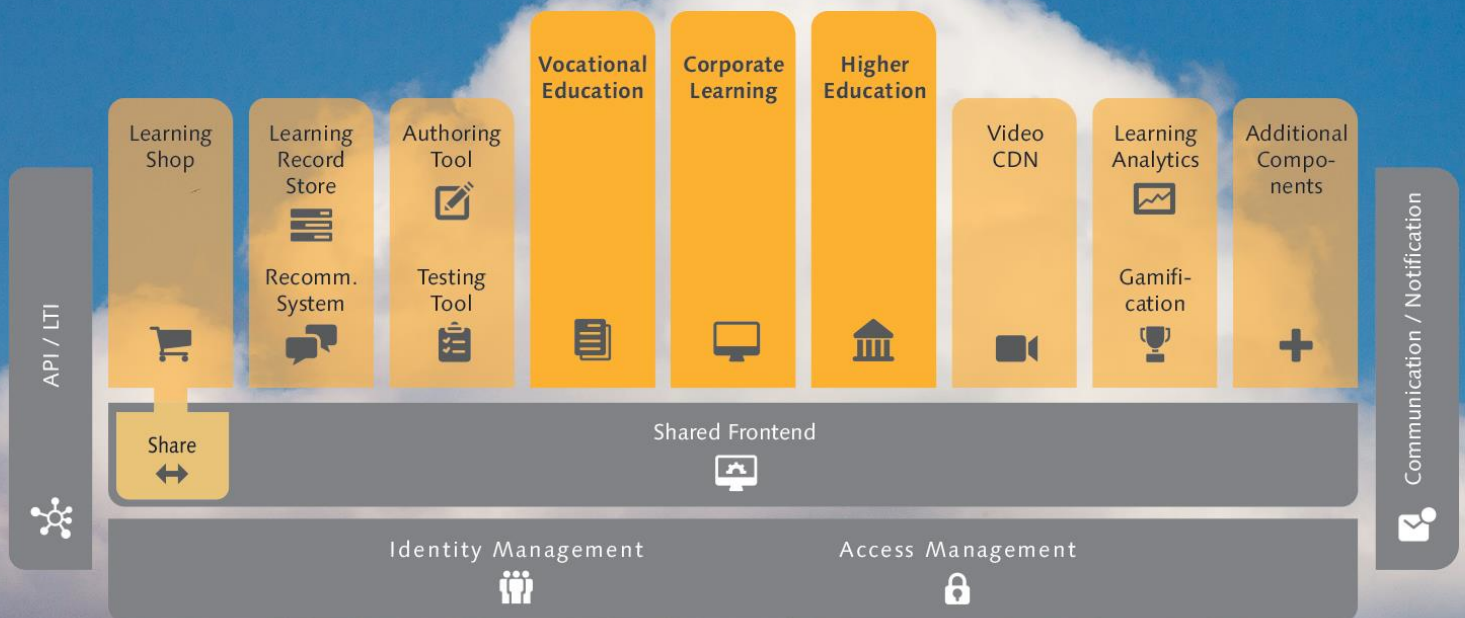 Vocational
Education
Corporate
Learning
Higher
Education
Learning
Shop
Learning
Record
Store
Recomm.
System
Authoring
Tool
Testing
Tool
Video
CDN
Learning
Analytics
Gamifi-
cation
Additional
Compo-
nents
API / LTI
Communication / Notification
Share
Shared Frontend
Identity Management
Access Management